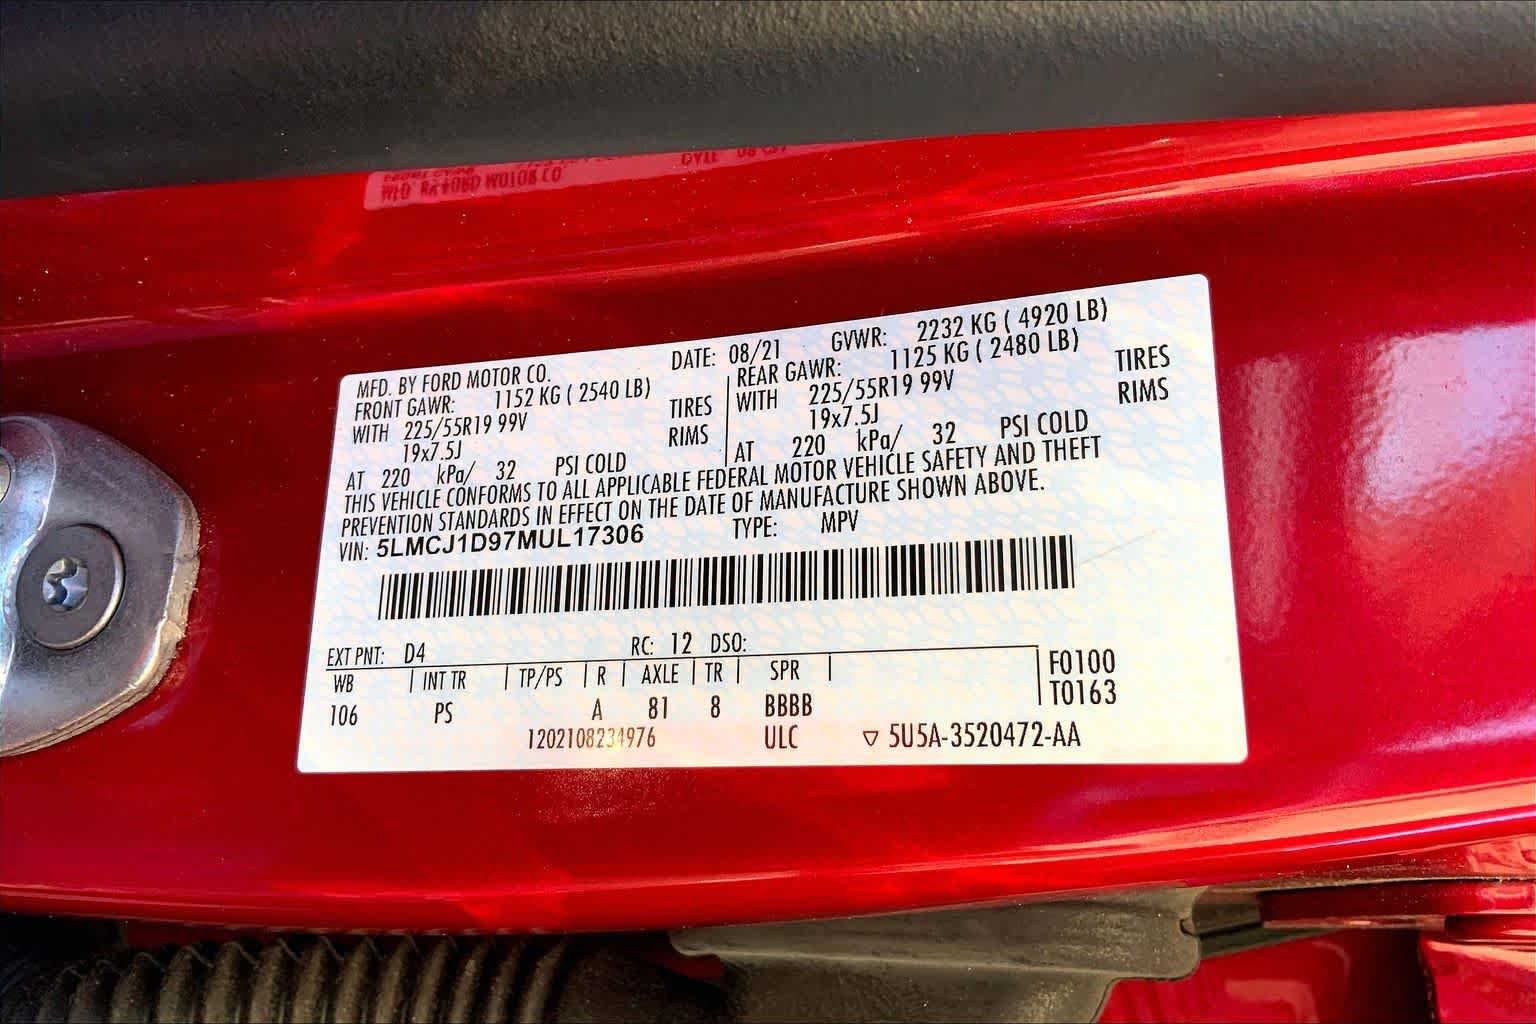 MFD. BY FORD MOTOR CO.
DATE: 08/21 GVWR: 2232 KG ( 4920 LB)
FRONT GAWR: 1152 KG ( 2540 LB) REAR GAWR: 1125 KG ( 2480 LB)
WITH 225/55R19 99V TIRES WITH 225/55R19 99V TIRES
19x7.5J RIMS 19x7.5J RIMS
AT 220 kPa/ 32 PSI COLD AT 220 kPa/ 32 PSI COLD
THIS VEHICLE CONFORMS TO ALL APPLICABLE FEDERAL MOTOR VEHICLE SAFETY AND THEFT
PREVENTION STANDARDS IN EFFECT ON THE DATE OF MANUFACTURE SHOWN ABOVE.
VIN: 5LMCJ1D97MUL17306 TYPE: MPV
EXT PNT: D4 RC: 12 DSO:
WB | INT TR | TP/PS | R | AXLE | TR | SPR | F0100
106 PS A 81 8 BBBB T0163
1202108234976 ULC ▽ 5U5A-3520472-AA